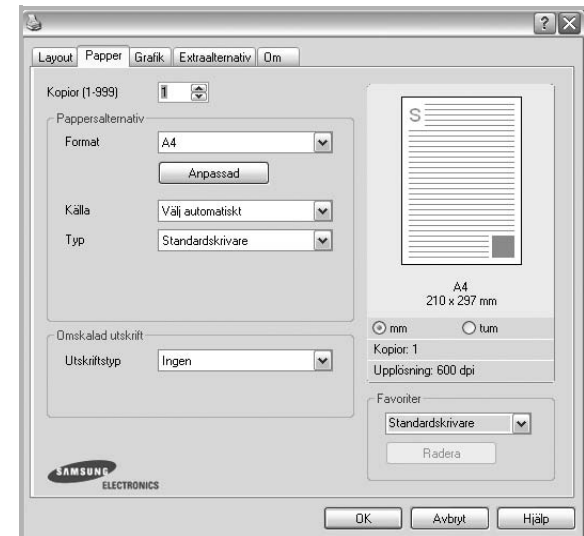 Layout Papper Grafik Extraalternativ Om
Kopior (1-999) 1
Pappersalternativ
Format A4
Anpassad
Källa Välj automatiskt
Typ Standardskrivare
Omskalad utskrift
Utskriftstyp Ingen
SAMSUNG
ELECTRONICS
S
A4
210 x 297 mm
mm tum
Kopior: 1
Upplösning: 600 dpi
Favoriter
Standardskrivare
Radera
OK Avbryt Hjälp